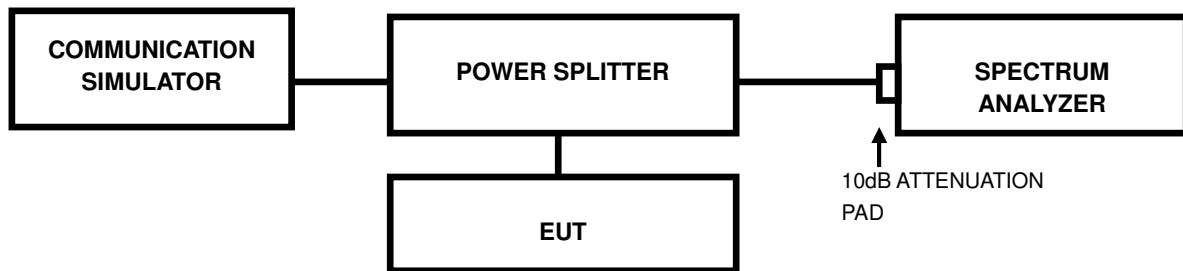 COMMUNICATION
SIMULATOR
POWER SPLITTER
SPECTRUM
ANALYZER
10dB ATTENUATION
PAD
EUT